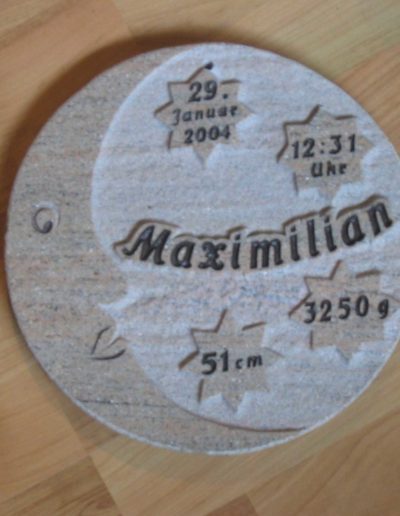 29.
Januar
2004
12:31
Uhr
Maximilian
3250 g
51 cm